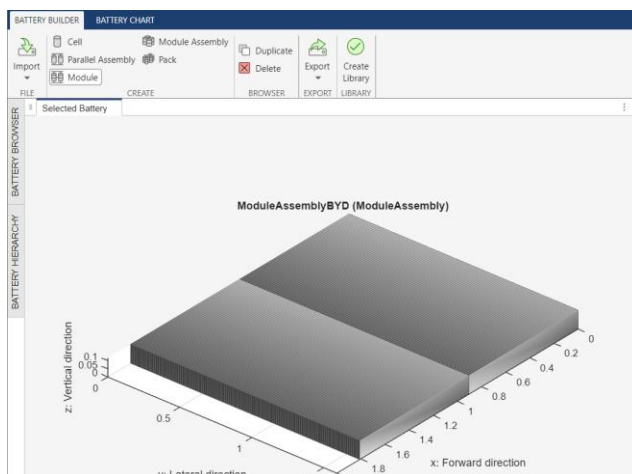 BATTERY BUILDER BATTERY CHART
Import
Cell
Parallel Assembly
Module
Module Assembly
Pack
Duplicate
Delete
Export
Create
Library
FILE CREATE BROWSER EXPORT LIBRARY
BATTERY BROWSER
BATTERY HIERARCHY
Selected Battery
ModuleAssemblyBYD (ModuleAssembly)
z: Vertical direction
0.1
0.05
0
0
0.5
1
y: Lateral direction
0
0.2
0.4
0.6
0.8
1
1.2
1.4
1.6
1.8
x: Forward direction